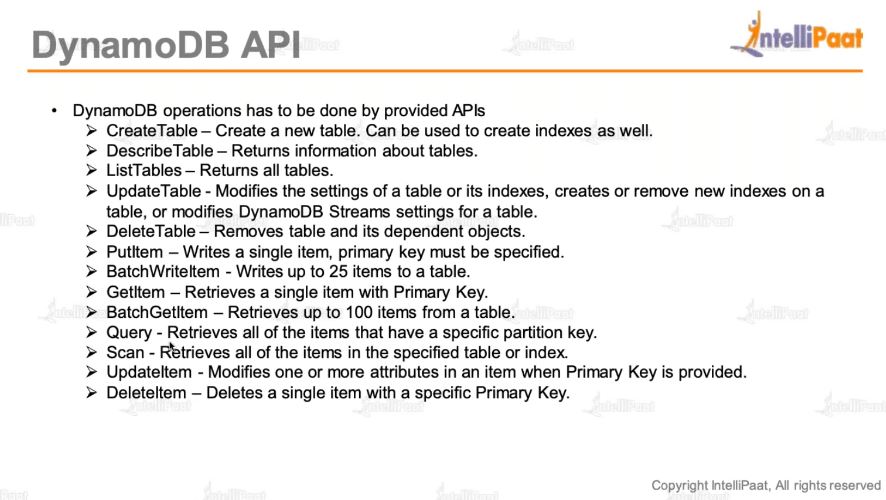 DynamoDB API
IntelliPaat
• DynamoDB operations has to be done by provided APIs
➢ CreateTable – Create a new table. Can be used to create indexes as well.
➢ DescribeTable – Returns information about tables.
➢ ListTables – Returns all tables.
➢ UpdateTable - Modifies the settings of a table or its indexes, creates or remove new indexes on a
table, or modifies DynamoDB Streams settings for a table.
➢ DeleteTable – Removes table and its dependent objects.
➢ PutItem – Writes a single item, primary key must be specified.
➢ BatchWriteItem - Writes up to 25 items to a table.
➢ GetItem – Retrieves a single item with Primary Key.
➢ BatchGetItem – Retrieves up to 100 items from a table.
➢ Query - Retrieves all of the items that have a specific partition key.
➢ Scan - Retrieves all of the items in the specified table or index.
➢ UpdateItem - Modifies one or more attributes in an item when Primary Key is provided.
➢ DeleteItem – Deletes a single item with a specific Primary Key.
Copyright IntelliPaat, All rights reserved